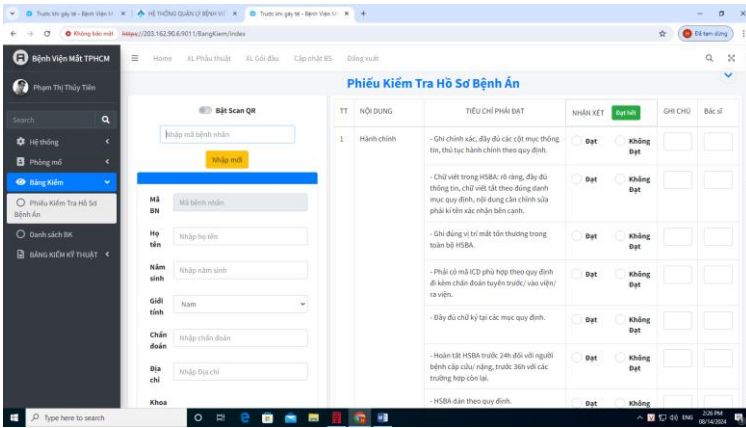 Trước khi gây tê - Bệnh Viện Mắ
HỆ THỐNG QUẢN LÝ BỆNH VIỆ
Trước khi gây tê - Bệnh Viện Mắ
Không bảo mật
https://203.162.90.6:9011/BangKiem/index
Đã tạm dừng
Bệnh Viện Mắt TPHCM
Home
XL Phẫu thuật
XL Gói dầu
Cập nhật BS
Đăng xuất
Phạm Thị Thủy Tiên
Search
Hệ thống
Phòng mổ
Bảng Kiểm
Phiếu Kiểm Tra Hồ Sơ
Bệnh Án
Danh sách BK
BẢNG KIỂM KỸ THUẬT
Phiếu Kiểm Tra Hồ Sơ Bệnh Án
Bật Scan QR
Nhập mã bệnh nhân
Nhập mới
Mã BN
Mã bệnh nhân
Họ tên
Nhập họ tên
Năm sinh
Nhập năm sinh
Giới tính
Nam
Chẩn đoán
Nhập chẩn đoán
Địa chỉ
Nhập Địa chỉ
Khoa
TT NỘI DUNG TIÊU CHÍ PHẢI ĐẠT NHẬN XÉT Đạt hết GHI CHÚ Bác sĩ
1 Hành chính
- Ghi chính xác, đầy đủ các cột mục thông
tin, thủ tục hành chính theo quy định.
Đạt Không Đạt
- Chữ viết trong HSBA: rõ ràng, đầy đủ
thông tin, chữ viết tắt theo đúng danh
mục quy định, nội dung cần chỉnh sửa
phải kí tên xác nhận bên cạnh.
Đạt Không Đạt
- Ghi đúng vị trí mắt tổn thương trong
toàn bộ HSBA.
Đạt Không Đạt
- Phải có mã ICD phù hợp theo quy định
đi kèm chẩn đoán tuyến trước/ vào viện/
ra viện.
Đạt Không Đạt
- Đầy đủ chữ ký tại các mục quy định.
Đạt Không Đạt
- Hoàn tất HSBA trước 24h đối với người
bệnh cấp cứu/ nặng, trước 36h với các
trường hợp còn lại.
Đạt Không Đạt
- HSBA dán theo quy định.
Đạt Không
Type here to search
ENG
2:26 PM
08/14/2024